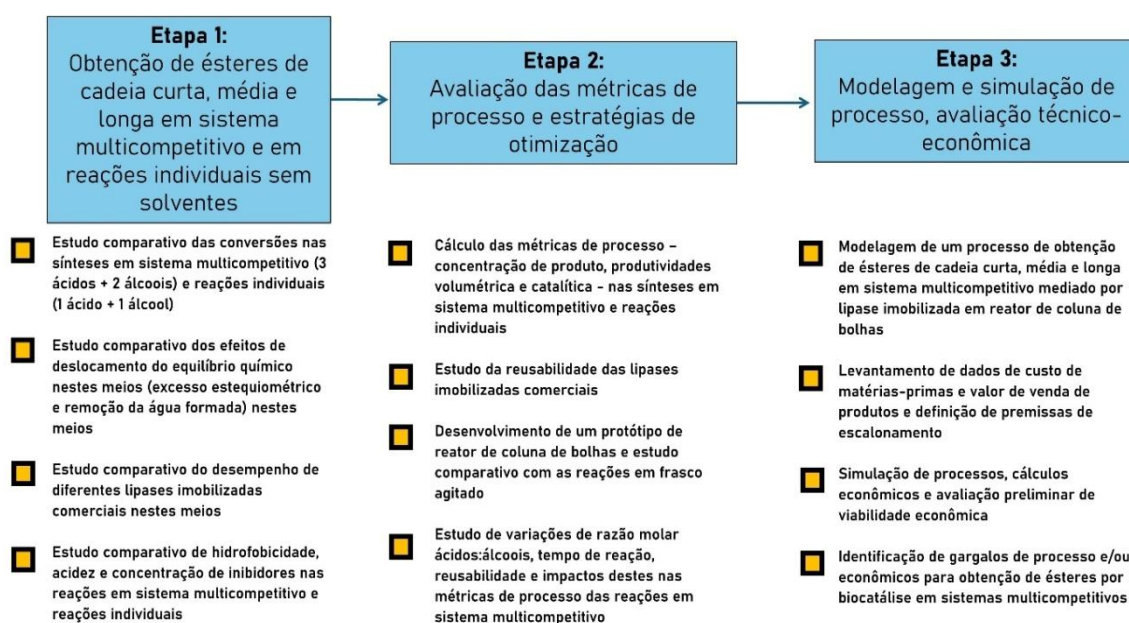 Etapa 1:
Obtenção de ésteres de
cadeia curta, média e
longa em sistema
multicompetitivo e em
reações individuais sem
solventes
Estudo comparativo das conversões nas
sínteses em sistema multicompetitivo (3
ácidos + 2 álcoois) e reações individuais
(1 ácido + 1 álcool)
Estudo comparativo dos efeitos de
deslocamento do equilíbrio químico
nestes meios (excesso estequiométrico
e remoção da água formada) nestes
meios
Estudo comparativo do desempenho de
diferentes lipases imobilizadas
comerciais nestes meios
Estudo comparativo de hidrofobicidade,
acidez e concentração de inibidores nas
reações em sistema multicompetitivo e
reações individuais
Etapa 2:
Avaliação das métricas de
processo e estratégias de
otimização
Cálculo das métricas de processo –
concentração de produto, produtividades
volumétrica e catalítica - nas sínteses em
sistema multicompetitivo e reações
individuais
Estudo da reusabilidade das lipases
imobilizadas comerciais
Desenvolvimento de um protótipo de
reator de coluna de bolhas e estudo
comparativo com as reações em frasco
agitado
Estudo de variações de razão molar
ácidos:álcoois, tempo de reação,
reusabilidade e impactos destes nas
métricas de processo das reações em
sistema multicompetitivo
Etapa 3:
Modelagem e simulação de
processo, avaliação técnico-
econômica
Modelagem de um processo de obtenção
de ésteres de cadeia curta, média e longa
em sistema multicompetitivo mediado por
lipase imobilizada em reator de coluna de
bolhas
Levantamento de dados de custo de
matérias-primas e valor de venda de
produtos e definição de premissas de
escalonamento
Simulação de processos, cálculos
econômicos e avaliação preliminar de
viabilidade econômica
Identificação de gargalos de processo e/ou
econômicos para obtenção de ésteres por
biocatálise em sistemas multicompetitivos